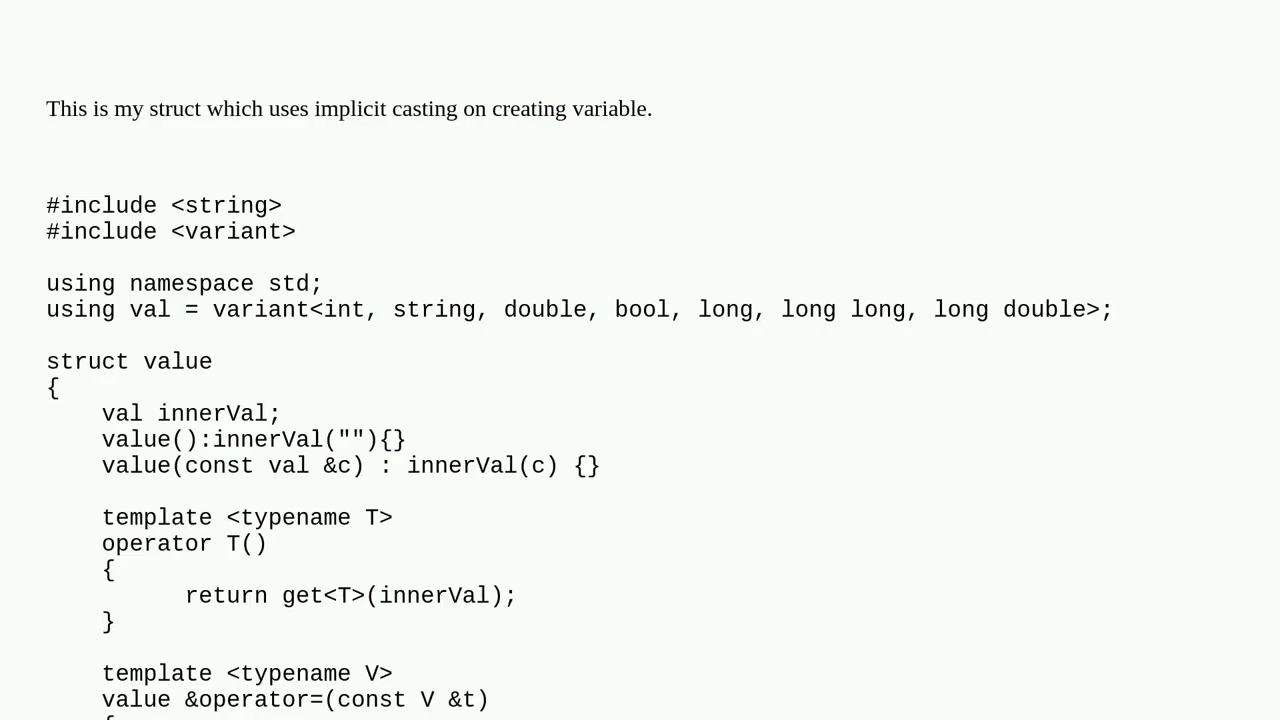 This is my struct which uses implicit casting on creating variable.
#include <string>
#include <variant>
using namespace std;
using val = variant<int, string, double, bool, long, long long, long double>;
struct value
{
    val innerVal;
    value():innerVal(""){}
    value(const val &c) : innerVal(c) {}
    template <typename T>
    operator T()
    {
          return get<T>(innerVal);
    }
    template <typename V>
    value &operator=(const V &t)
    {